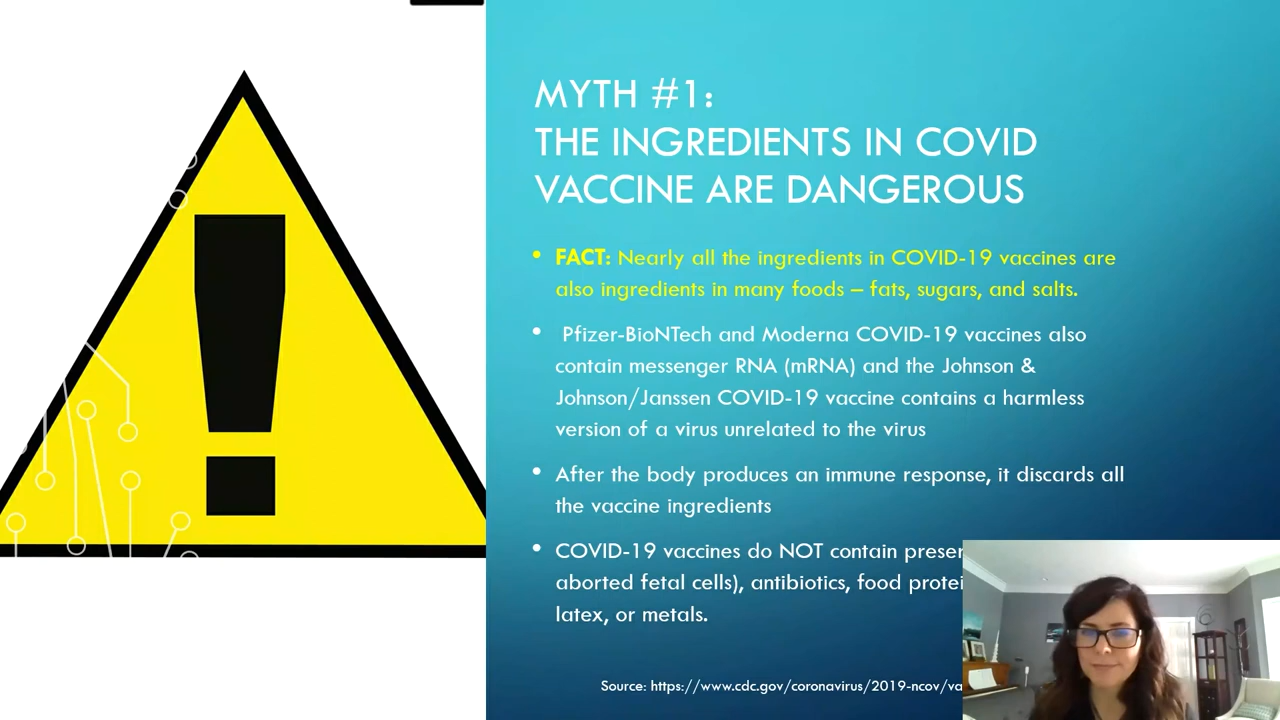 MYTH #1:
THE INGREDIENTS IN COVID
VACCINE ARE DANGEROUS
• FACT: Nearly all the ingredients in COVID-19 vaccines are
also ingredients in many foods – fats, sugars, and salts.
• Pfizer-BioNTech and Moderna COVID-19 vaccines also
contain messenger RNA (mRNA) and the Johnson &
Johnson/Janssen COVID-19 vaccine contains a harmless
version of a virus unrelated to the virus
• After the body produces an immune response, it discards all
the vaccine ingredients
• COVID-19 vaccines do NOT contain
aborted fetal cells), antibiotics, food
latex, or metals.
Source: https://www.cdc.gov/coronavirus/2019-ncov/va